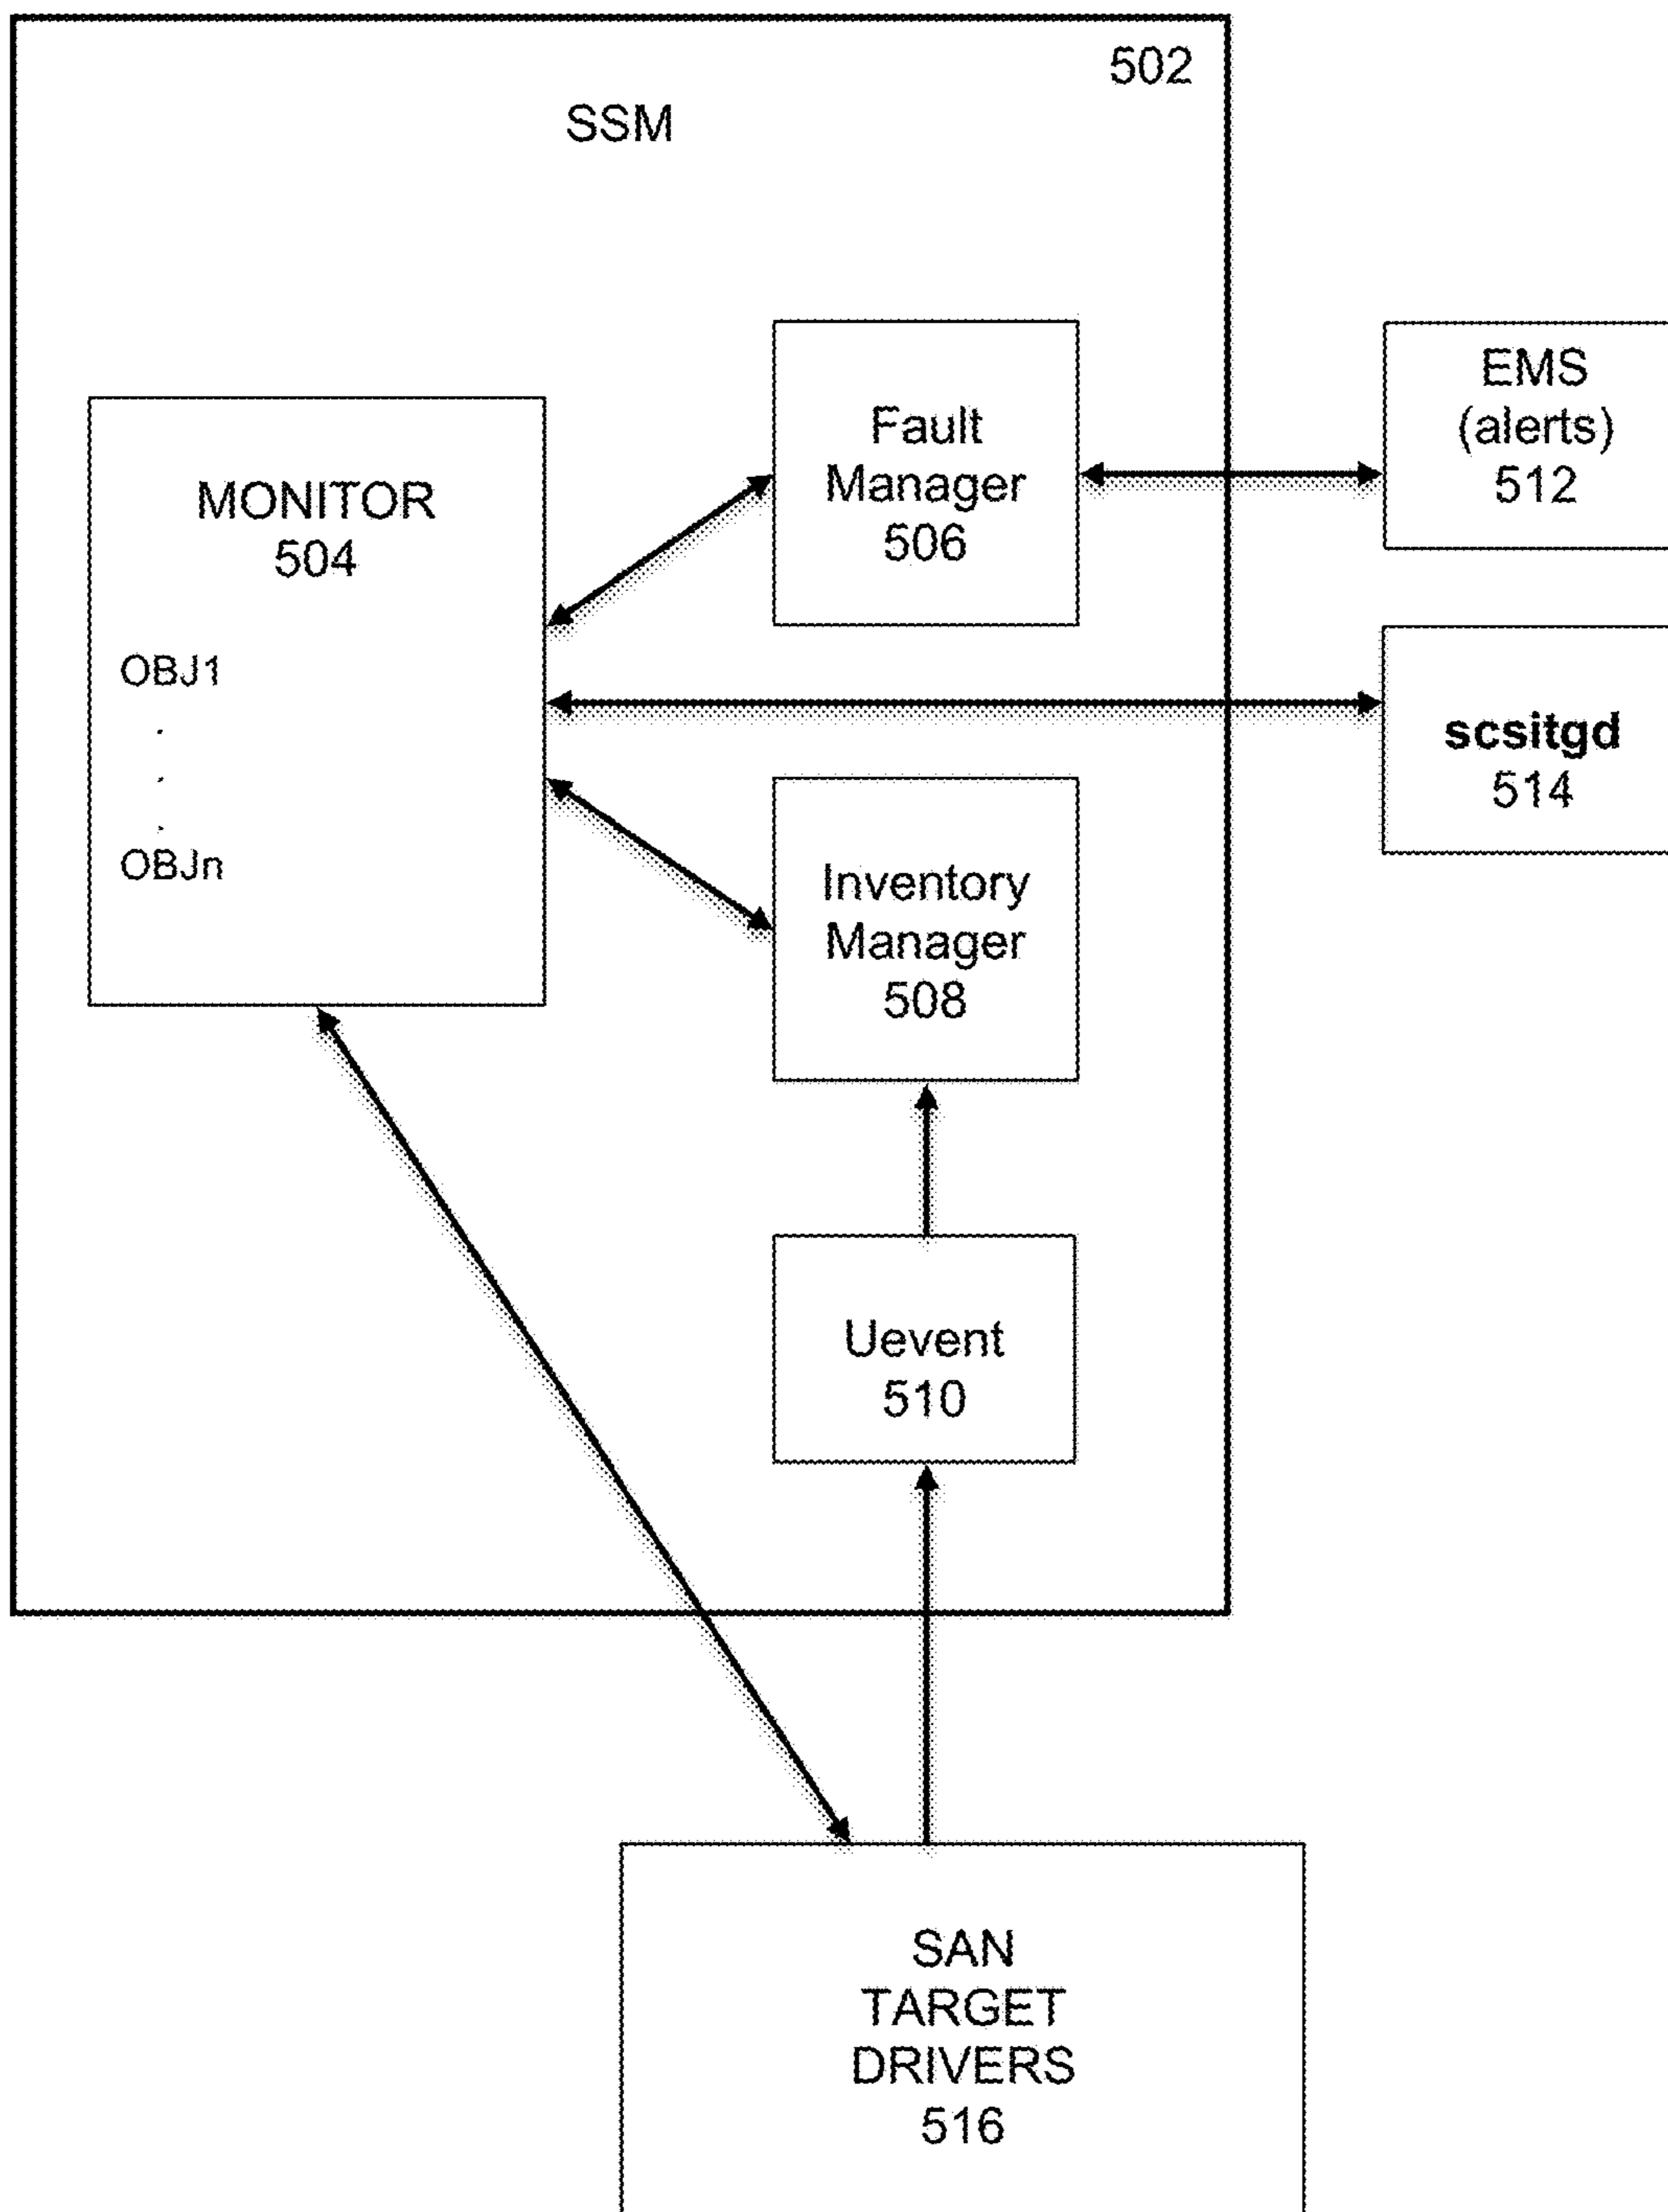 502
SSM
MONITOR
504
OBJ1
.
.
.
OBJn
Fault
Manager
506
EMS
(alerts)
512
scsitgd
514
Inventory
Manager
508
Uevent
510
SAN
TARGET
DRIVERS
516